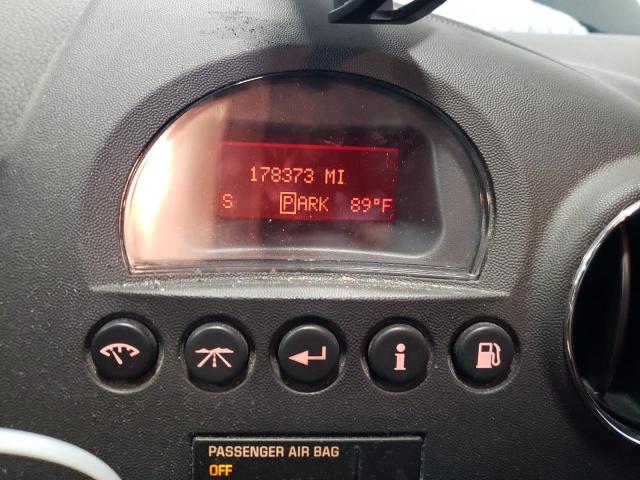 178373 MI
S PARK 89°F
i
PASSENGER AIR BAG
OFF